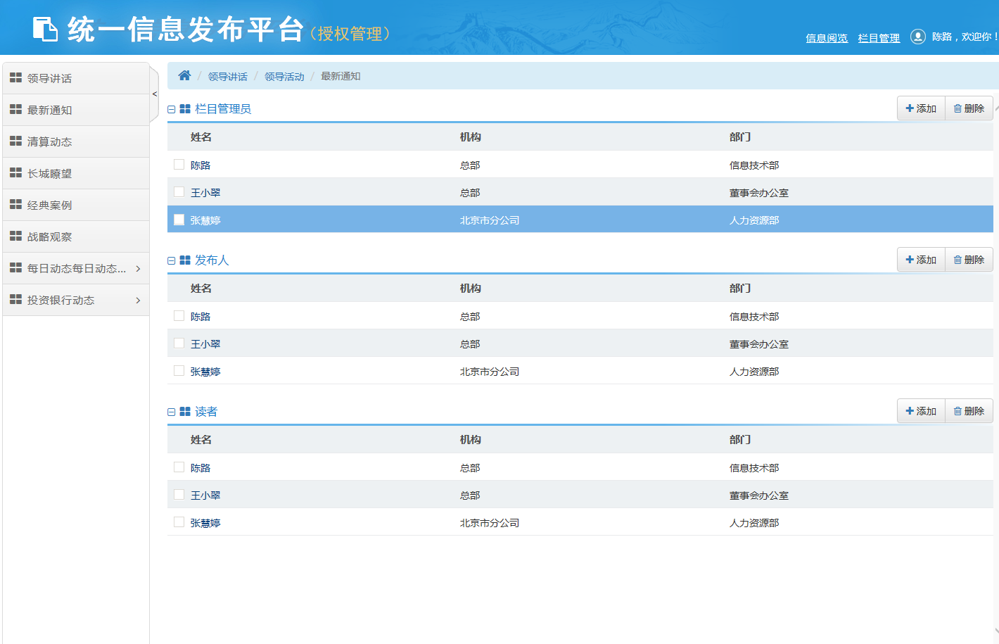 统一信息发布平台（授权管理）
信息阅览 栏目管理 陈路，欢迎你！
领导讲话
最新通知
清算动态
长城瞭望
经典案例
战略观察
每日动态每日动态... >
投资银行动态 >
<
/ 领导讲话 / 领导活动 / 最新通知
栏目管理员 添加 删除
姓名 机构 部门
陈路 总部 信息技术部
王小翠 总部 董事会办公室
张慧婷 北京市分公司 人力资源部
发布人 添加 删除
姓名 机构 部门
陈路 总部 信息技术部
王小翠 总部 董事会办公室
张慧婷 北京市分公司 人力资源部
读者 添加 删除
姓名 机构 部门
陈路 总部 信息技术部
王小翠 总部 董事会办公室
张慧婷 北京市分公司 人力资源部